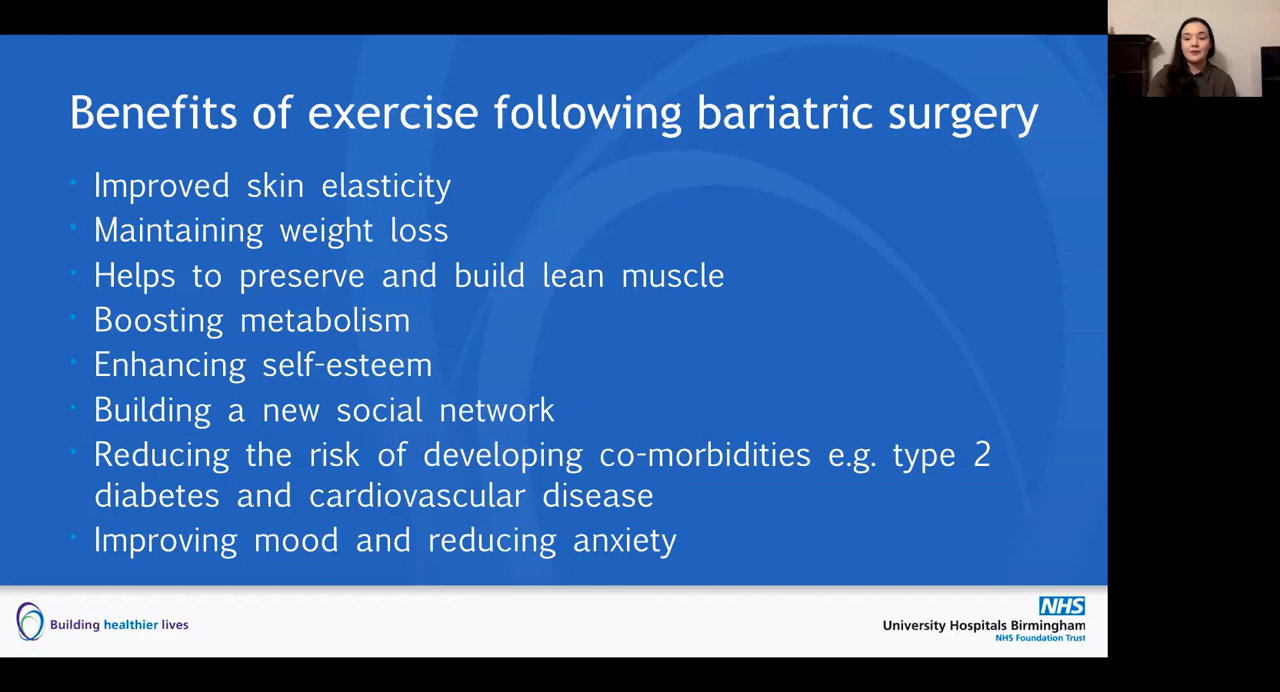 Benefits of exercise following bariatric surgery
· Improved skin elasticity
· Maintaining weight loss
· Helps to preserve and build lean muscle
· Boosting metabolism
· Enhancing self-esteem
· Building a new social network
· Reducing the risk of developing co-morbidities e.g. type 2
diabetes and cardiovascular disease
· Improving mood and reducing anxiety
Building healthier lives
NHS
University Hospitals Birmingham
NHS Foundation Trust